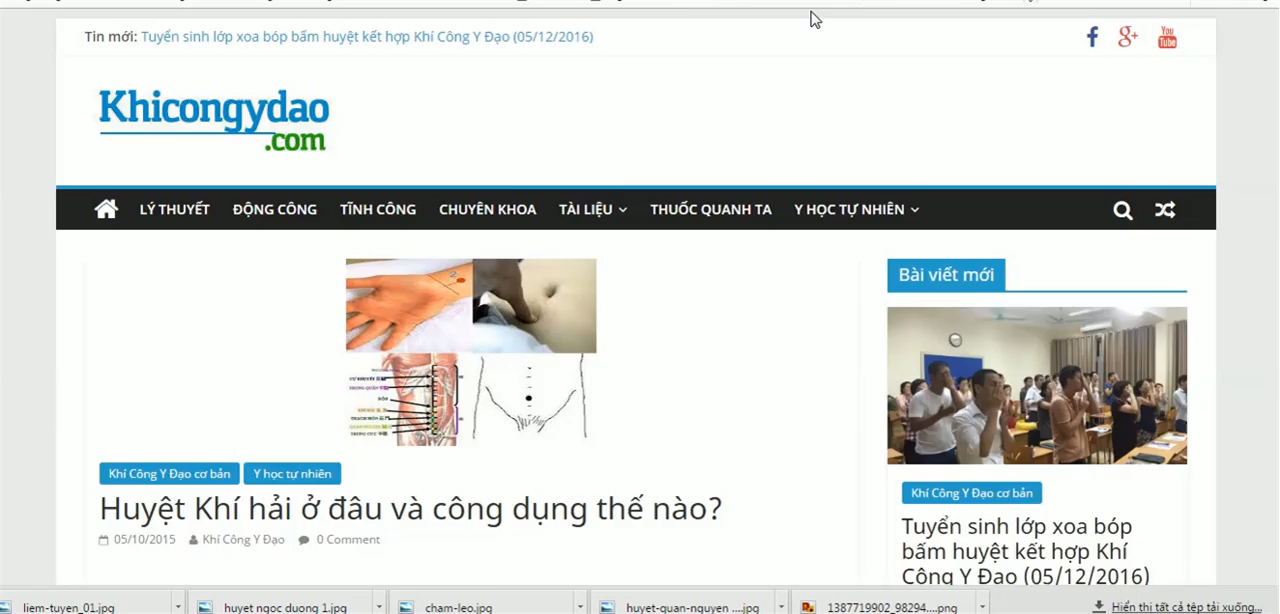 Tin mới: Tuyển sinh lớp xoa bóp bấm huyệt kết hợp Khí Công Y Đạo (05/12/2016)
Khicongydao
.com
LÝ THUYẾT ĐỘNG CÔNG TĨNH CÔNG CHUYÊN KHOA TÀI LIỆU THUỐC QUANH TA Y HỌC TỰ NHIÊN
Bài viết mới
Khí Công Y Đạo cơ bản Y học tự nhiên
Huyệt Khí hải ở đâu và công dụng thế nào?
05/10/2015 Khí Công Y Đạo 0 Comment
Khí Công Y Đạo cơ bản
Tuyển sinh lớp xoa bóp
bấm huyệt kết hợp Khí
Công Y Đạo (05/12/2016)
liem-tuyen_01.jpg huyet ngoc duong 1.jpg cham-leo.jpg huyet-quan-nguyen ....jpg 1387719902_98294....png Hiển thị tất cả tệp tải xuống...